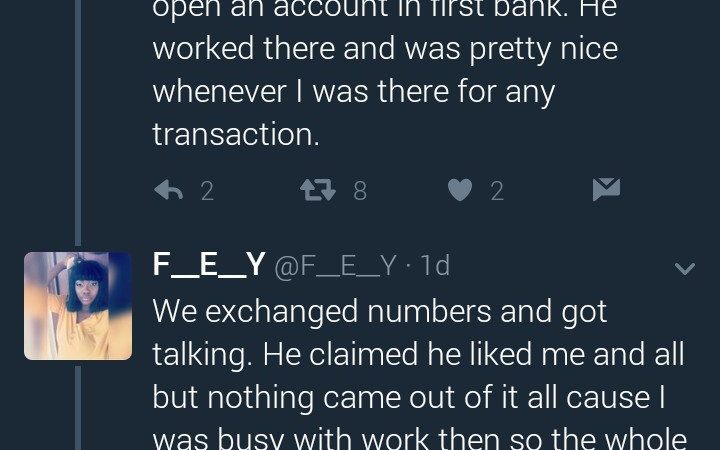 open an account in first bank. He
worked there and was pretty nice
whenever I was there for any
transaction.
2 8 2
F__E__Y @F__E__Y · 1d
We exchanged numbers and got
talking. He claimed he liked me and all
but nothing came out of it all cause I
was busy with work then so the whole